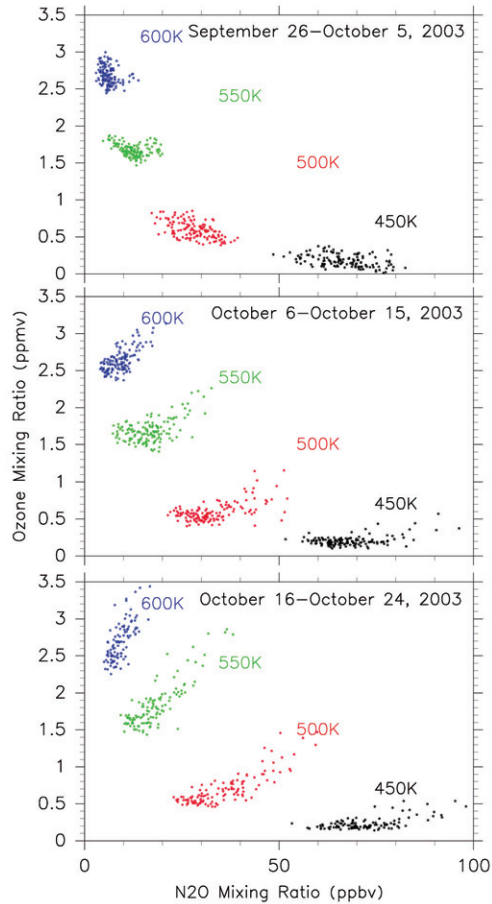 September 26–October 5, 2003
600K
550K
500K
450K
3.5
3
2.5
2
1.5
1
0.5
0
October 6–October 15, 2003
600K
550K
500K
450K
3.5
3
2.5
2
1.5
1
0.5
0
Ozone Mixing Ratio (ppmv)
October 16–October 24, 2003
600K
550K
500K
450K
3.5
3
2.5
2
1.5
1
0.5
0
0 50 100
N2O Mixing Ratio (ppbv)